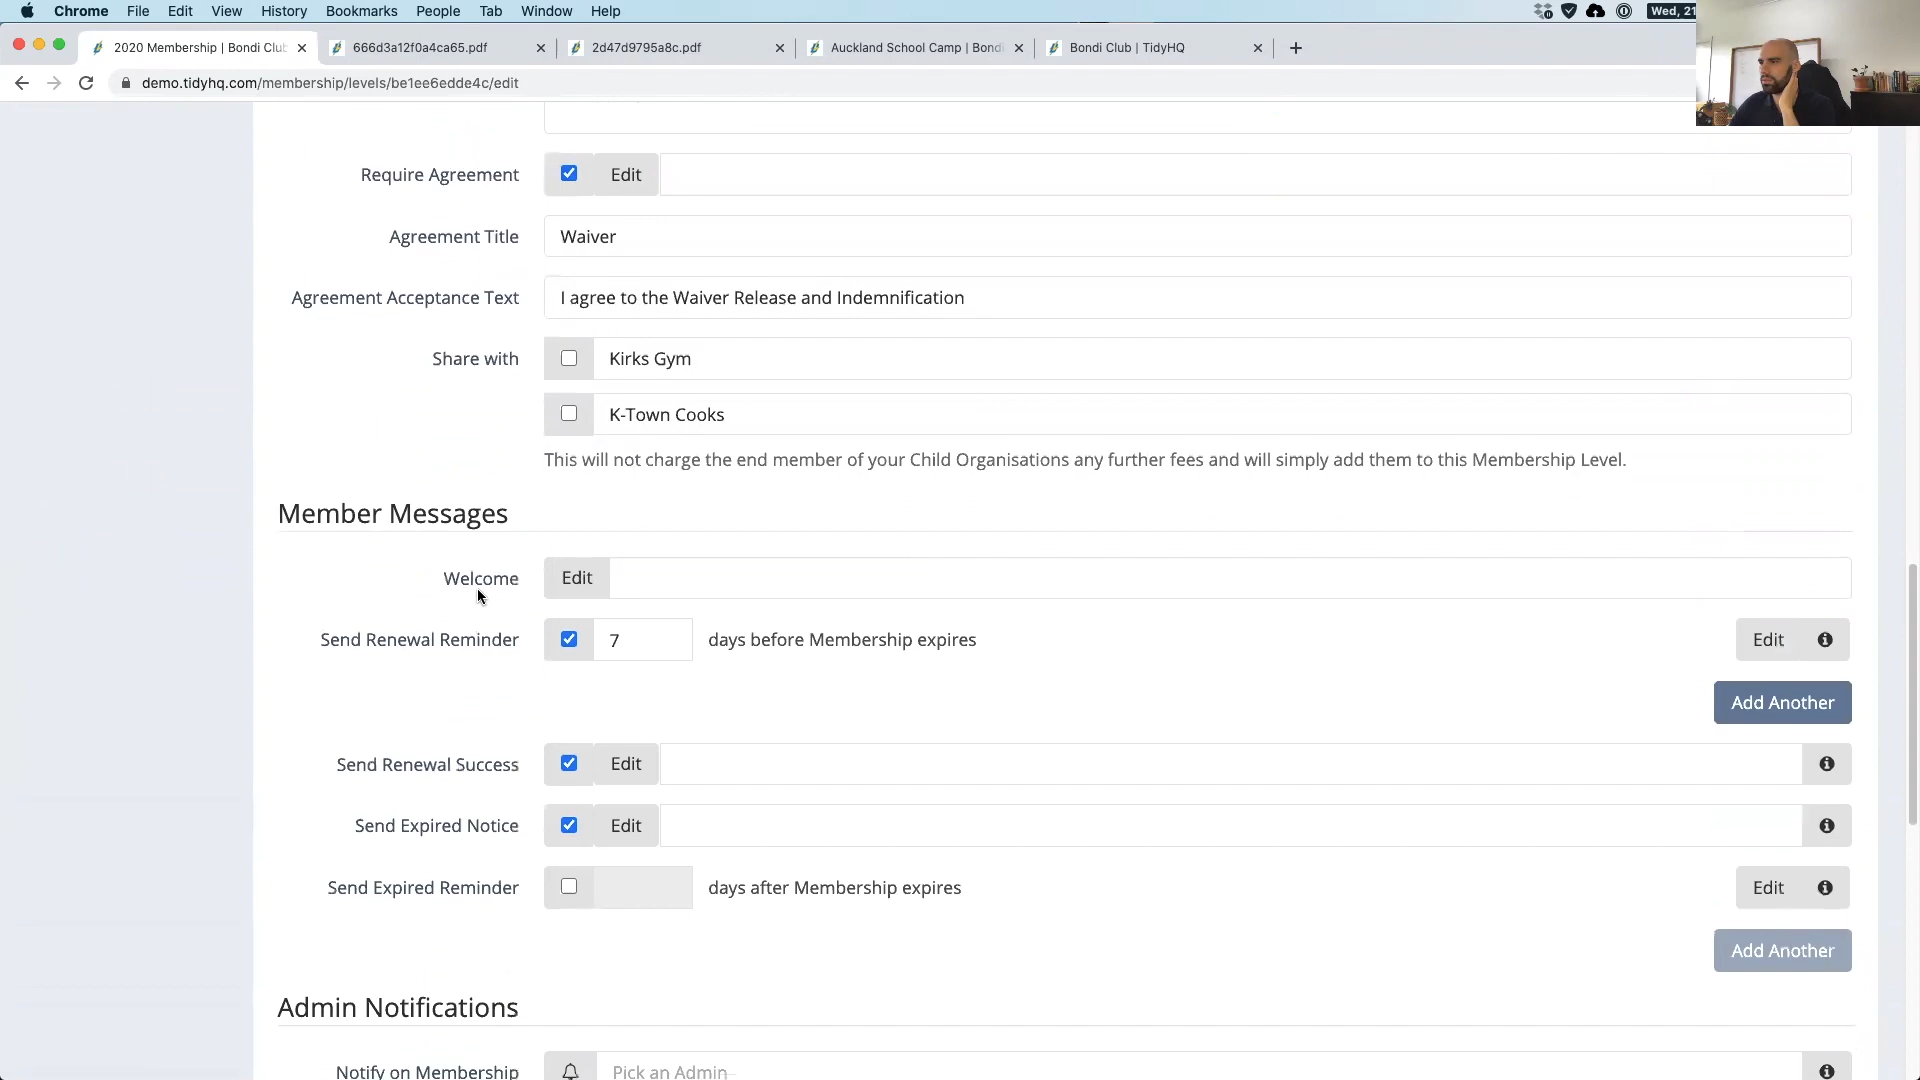 Chrome File Edit View History Bookmarks People Tab Window Help
Wed, 21
2020 Membership | Bondi Club
666d3a12f0a4ca65.pdf
2d47d9795a8c.pdf
Auckland School Camp | Bondi
Bondi Club | TidyHQ
demo.tidyhq.com/membership/levels/be1ee6edde4c/edit
Require Agreement Edit
Agreement Title Waiver
Agreement Acceptance Text I agree to the Waiver Release and Indemnification
Share with Kirks Gym
K-Town Cooks
This will not charge the end member of your Child Organisations any further fees and will simply add them to this Membership Level.
Member Messages
Welcome Edit
Send Renewal Reminder 7 days before Membership expires Edit
Add Another
Send Renewal Success Edit
Send Expired Notice Edit
Send Expired Reminder days after Membership expires Edit
Add Another
Admin Notifications
Notify on Membership Pick an Admin